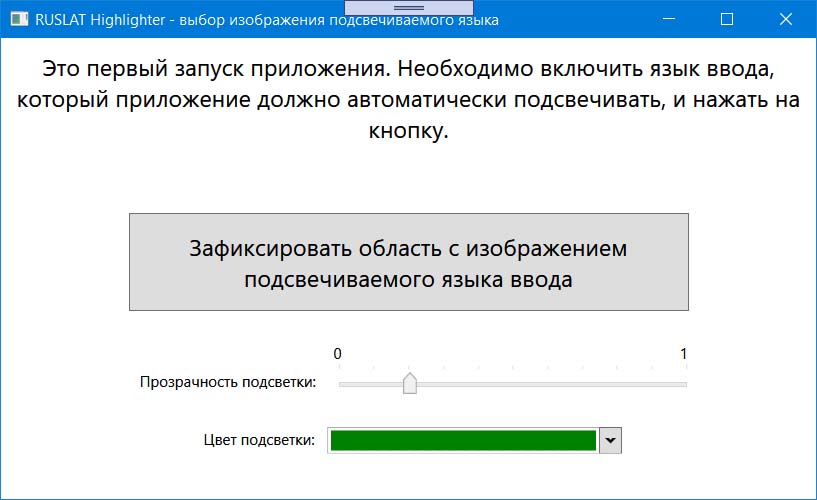 RUSLAT Highlighter - выбор изображения подсвечиваемого языка
Это первый запуск приложения. Необходимо включить язык ввода,
который приложение должно автоматически подсвечивать, и нажать на
кнопку.
Зафиксировать область с изображением
подсвечиваемого языка ввода
0 1
Прозрачность подсветки:
Цвет подсветки: